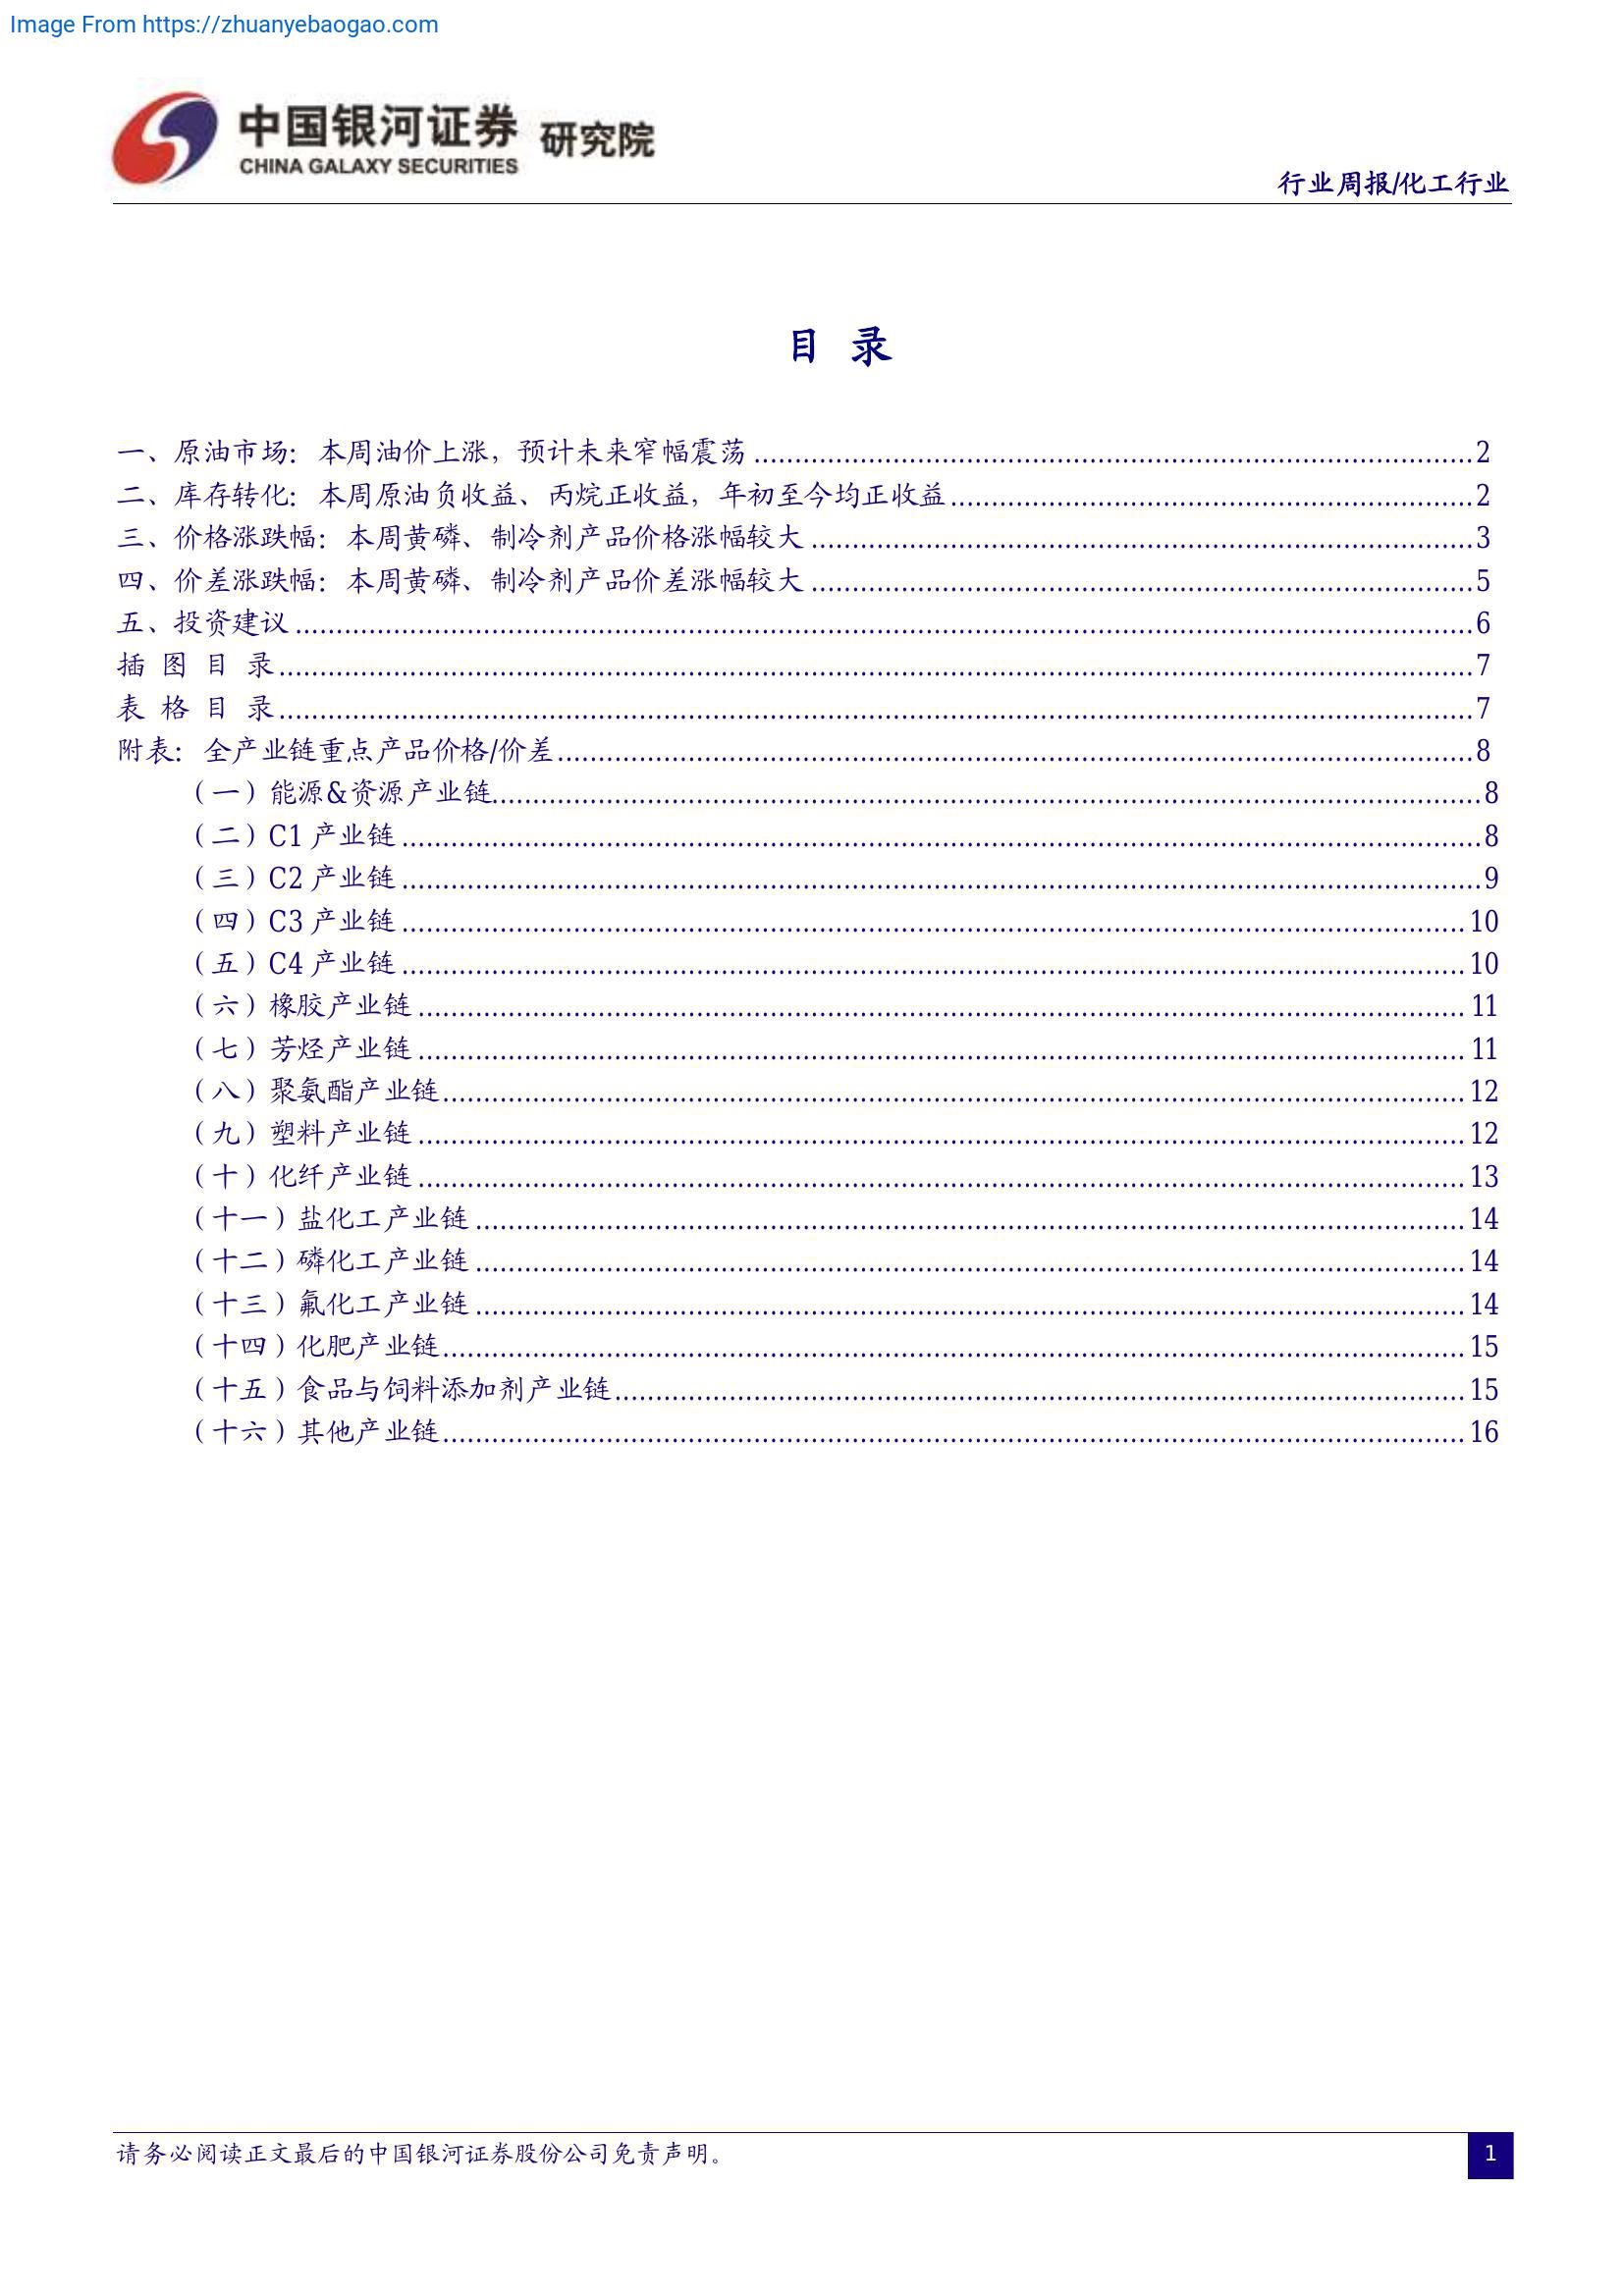 Image From https://zhuanyebaogao.com
中国银河证券 研究院
CHINA GALAXY SECURITIES
行业周报/化工行业
目 录
一、原油市场：本周油价上涨，预计未来窄幅震荡 ........ 2
二、库存转化：本周原油负收益、丙烷正收益，年初至今均正收益 ........ 2
三、价格涨跌幅：本周黄磷、制冷剂产品价格涨幅较大 ........ 3
四、价差涨跌幅：本周黄磷、制冷剂产品价差涨幅较大 ........ 5
五、投资建议 ........ 6
插 图 目 录 ........ 7
表 格 目 录 ........ 7
附表：全产业链重点产品价格/价差 ........ 8
（一）能源&资源产业链 ........ 8
（二）C1 产业链 ........ 8
（三）C2 产业链 ........ 9
（四）C3 产业链 ........ 10
（五）C4 产业链 ........ 10
（六）橡胶产业链 ........ 11
（七）芳烃产业链 ........ 11
（八）聚氨酯产业链 ........ 12
（九）塑料产业链 ........ 12
（十）化纤产业链 ........ 13
（十一）盐化工产业链 ........ 14
（十二）磷化工产业链 ........ 14
（十三）氟化工产业链 ........ 14
（十四）化肥产业链 ........ 15
（十五）食品与饲料添加剂产业链 ........ 15
（十六）其他产业链 ........ 16
请务必阅读正文最后的中国银河证券股份公司免责声明。
1